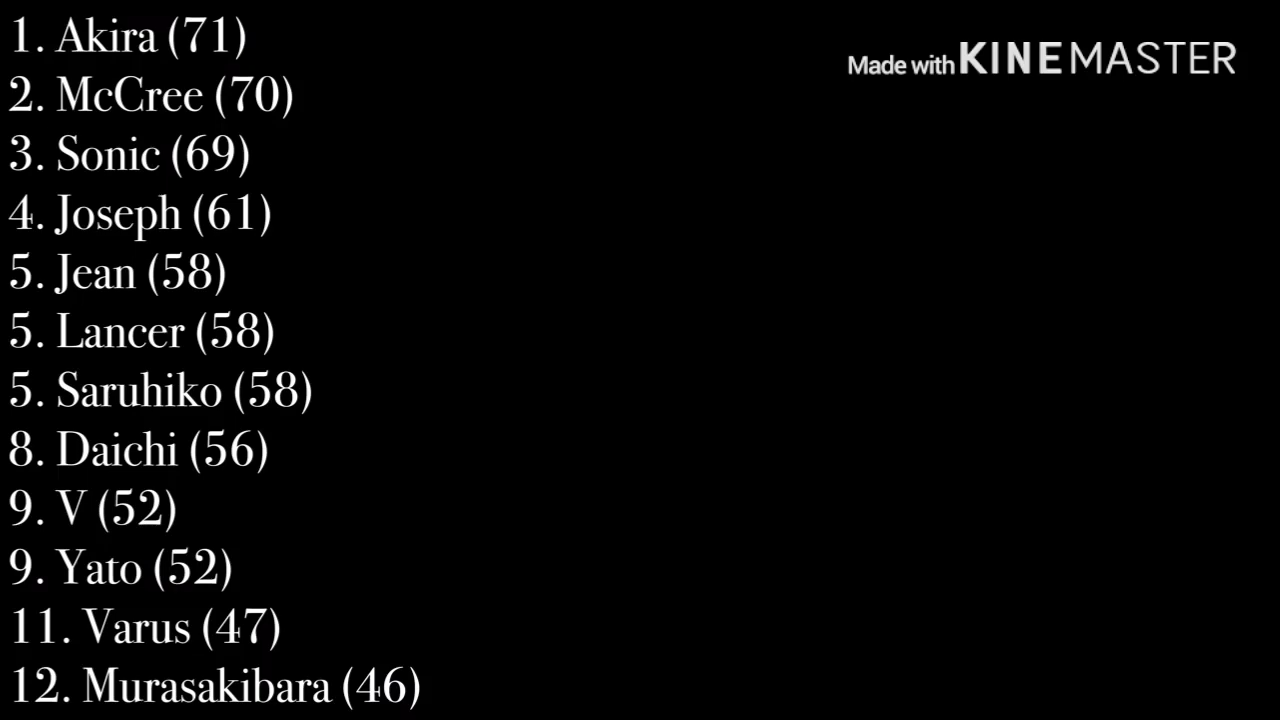 1. Akira (71)
Made with KINEMASTER
2. McCree (70)
3. Sonic (69)
4. Joseph (61)
5. Jean (58)
5. Lancer (58)
5. Saruhiko (58)
8. Daichi (56)
9. V (52)
9. Yato (52)
11. Varus (47)
12. Murasakibara (46)